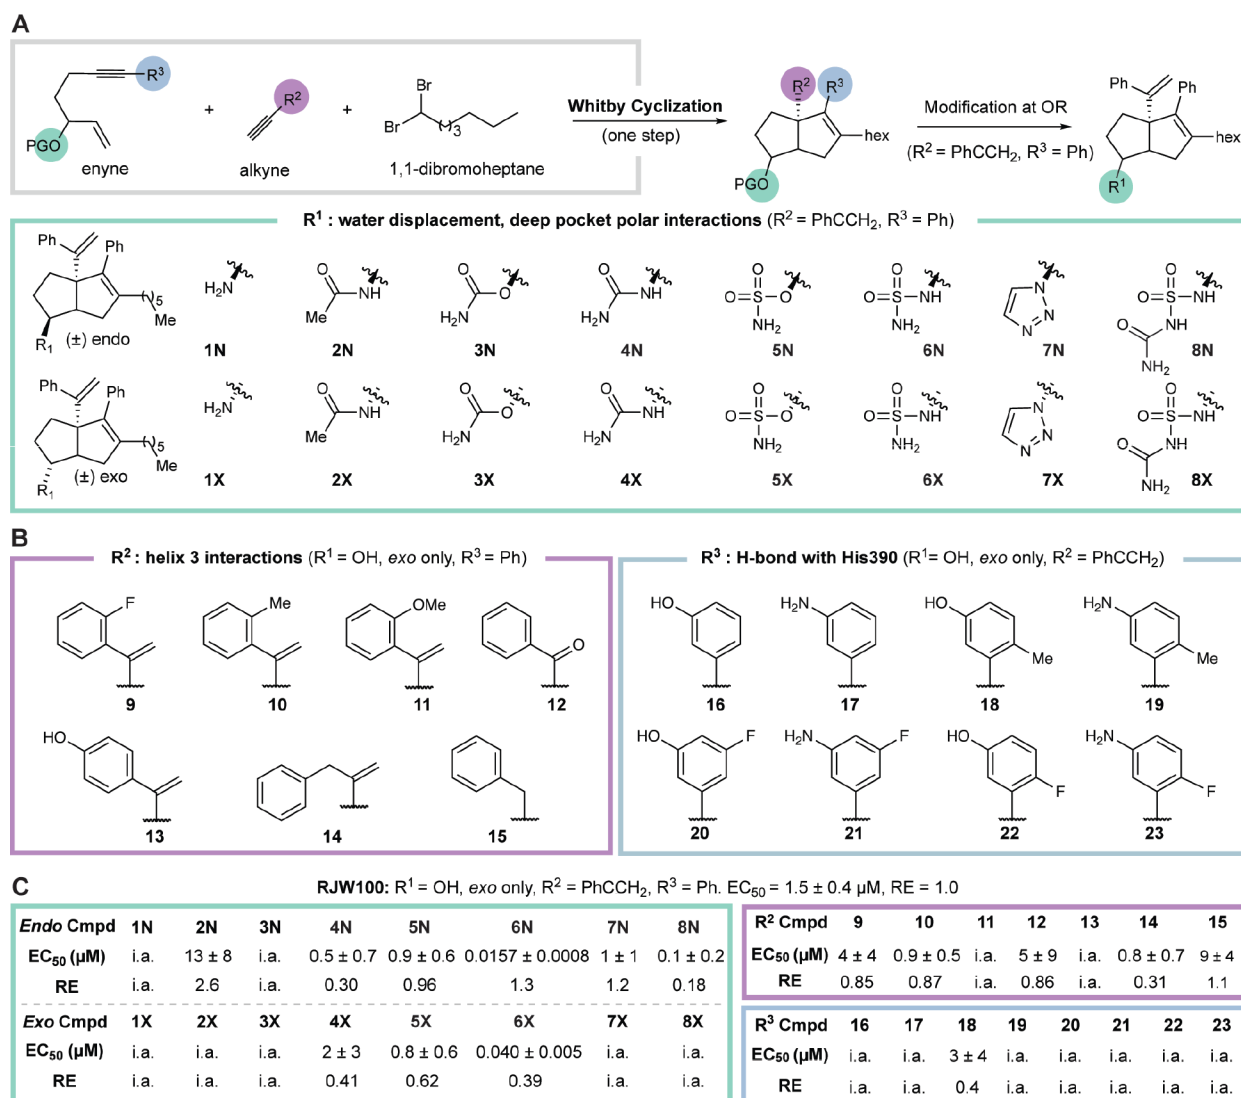 A
R³
R²
Br
Br
( )₃
PGO
enyne
+
alkyne
+
1,1-dibromoheptane
Whitby Cyclization
(one step)
R²
R³
hex
PGO
Modification at OR
(R² = PhCCH₂, R³ = Ph)
Ph
Ph
hex
R¹
R¹ : water displacement, deep pocket polar interactions (R² = PhCCH₂, R³ = Ph)
Ph
Ph
( )₅
Me
R₁
(±) endo
H₂N
1N
O
Me
NH
2N
O
O
H₂N
3N
O
NH
H₂N
4N
O
O=S–O
NH₂
5N
O
O=S–NH
NH₂
6N
N
N
N
7N
O
O=S–NH
O
NH
NH₂
8N
Ph
Ph
( )₅
Me
R₁
(±) exo
H₂N
1X
O
Me
NH
2X
O
O
H₂N
3X
O
NH
H₂N
4X
O
O=S–O
NH₂
5X
O
O=S–NH
NH₂
6X
N
N
N
7X
O
O=S–NH
O
NH
NH₂
8X
B
R² : helix 3 interactions (R¹ = OH, exo only, R³ = Ph)
F
9
Me
10
OMe
11
O
12
HO
13
14
15
R³ : H-bond with His390 (R¹= OH, exo only, R² = PhCCH₂)
HO
16
H₂N
17
HO
Me
18
H₂N
Me
19
HO
F
20
H₂N
F
21
HO
F
22
H₂N
F
23
C
RJW100: R¹ = OH, exo only, R² = PhCCH₂, R³ = Ph. EC₅₀ = 1.5 ± 0.4 µM, RE = 1.0
Endo Cmpd 1N 2N 3N 4N 5N 6N 7N 8N
EC₅₀ (µM) i.a. 13 ± 8 i.a. 0.5 ± 0.7 0.9 ± 0.6 0.0157 ± 0.0008 1 ± 1 0.1 ± 0.2
RE i.a. 2.6 i.a. 0.30 0.96 1.3 1.2 0.18
Exo Cmpd 1X 2X 3X 4X 5X 6X 7X 8X
EC₅₀ (µM) i.a. i.a. i.a. 2 ± 3 0.8 ± 0.6 0.040 ± 0.005 i.a. i.a.
RE i.a. i.a. i.a. 0.41 0.62 0.39 i.a. i.a.
R² Cmpd 9 10 11 12 13 14 15
EC₅₀ (µM) 4 ± 4 0.9 ± 0.5 i.a. 5 ± 9 i.a. 0.8 ± 0.7 9 ± 4
RE 0.85 0.87 i.a. 0.86 i.a. 0.31 1.1
R³ Cmpd 16 17 18 19 20 21 22 23
EC₅₀ (µM) i.a. i.a. 3 ± 4 i.a. i.a. i.a. i.a. i.a.
RE i.a. i.a. 0.4 i.a. i.a. i.a. i.a. i.a.